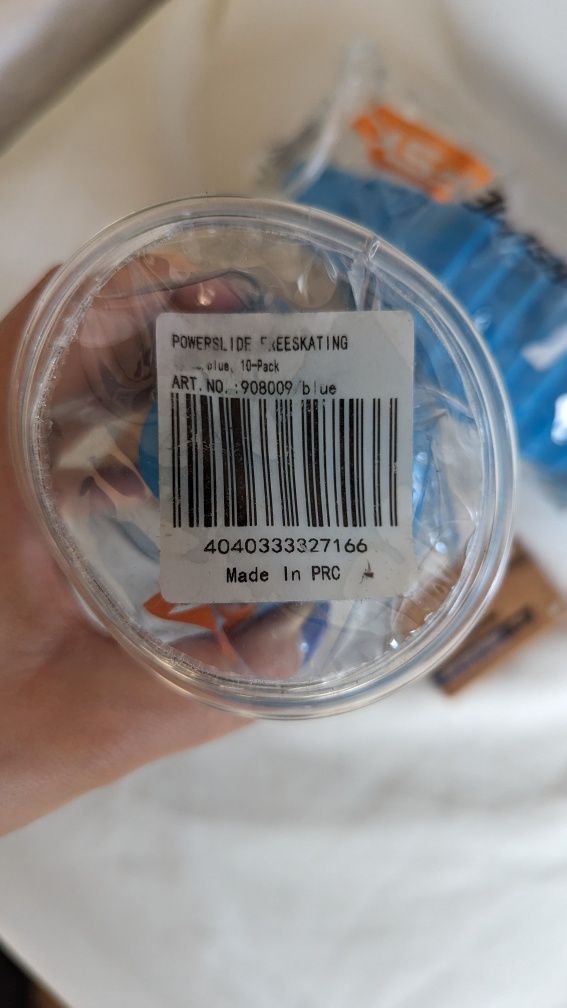 POWERSLIDE FREESKATING
blue, 10-Pack
ART.NO.:908009/blue
4040333327166
Made In PRC